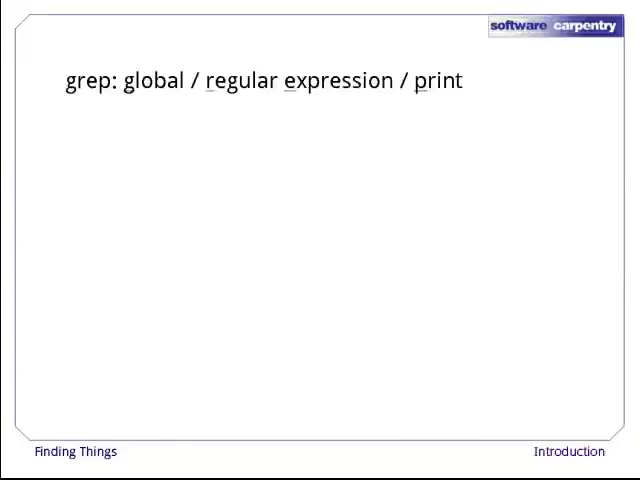 software carpentry
grep: global / regular expression / print
Finding Things
Introduction